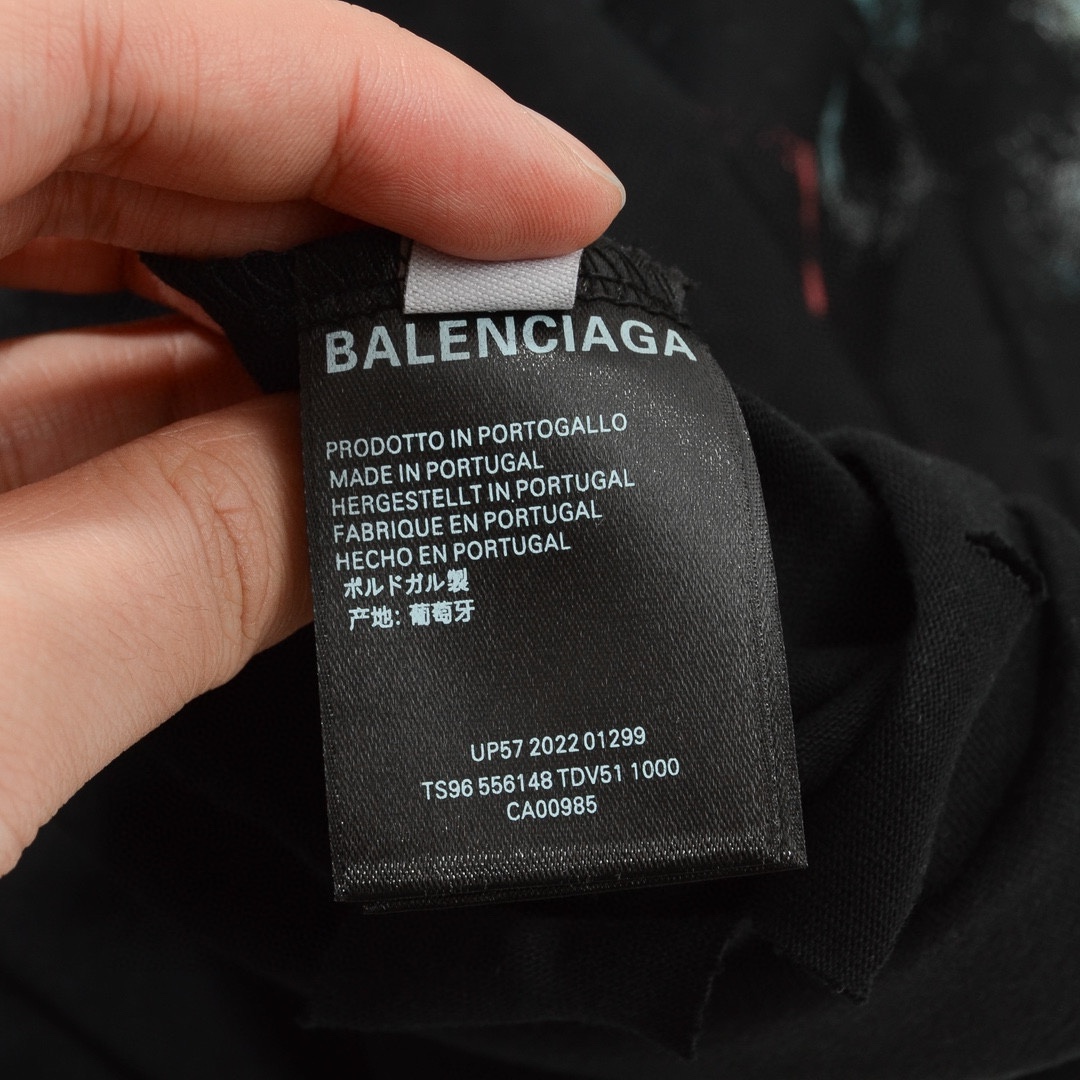 BALENCIAGA
PRODOTTO IN PORTOGALLO
MADE IN PORTUGAL
HERGESTELLT IN PORTUGAL
FABRIQUE EN PORTUGAL
HECHO EN PORTUGAL
ポルドガル製
产地: 葡萄牙
UP57 2022 01299
TS96 556148 TDV51 1000
CA00985